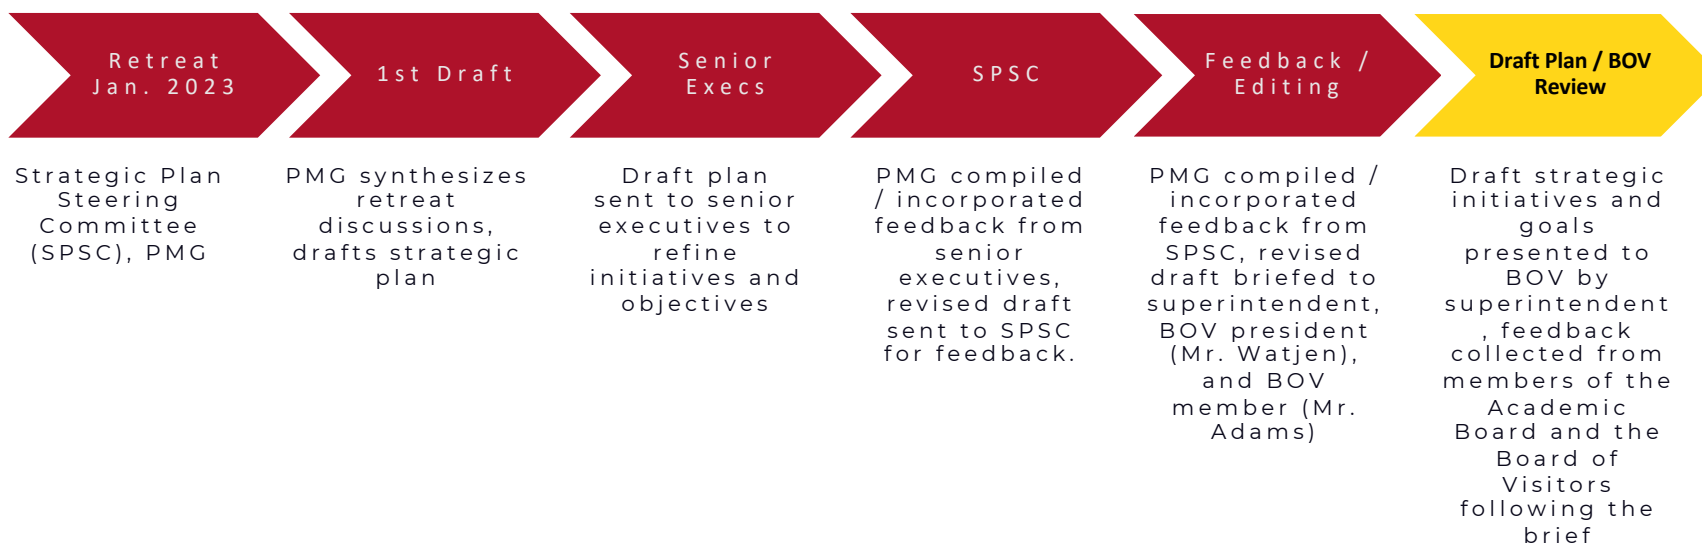 Retreat
Jan. 2023
1st Draft
Senior
Execs
SPSC
Feedback /
Editing
Draft Plan / BOV
Review
Strategic Plan
Steering
Committee
(SPSC), PMG
PMG synthesizes
retreat
discussions,
drafts strategic
plan
Draft plan
sent to senior
executives to
refine
initiatives and
objectives
PMG compiled
/ incorporated
feedback from
senior
executives,
revised draft
sent to SPSC
for feedback.
PMG compiled /
incorporated
feedback from
SPSC, revised
draft briefed to
superintendent,
BOV president
(Mr. Watjen),
and BOV
member (Mr.
Adams)
Draft strategic
initiatives and
goals
presented to
BOV by
superintendent
, feedback
collected from
members of the
Academic
Board and the
Board of
Visitors
following the
brief